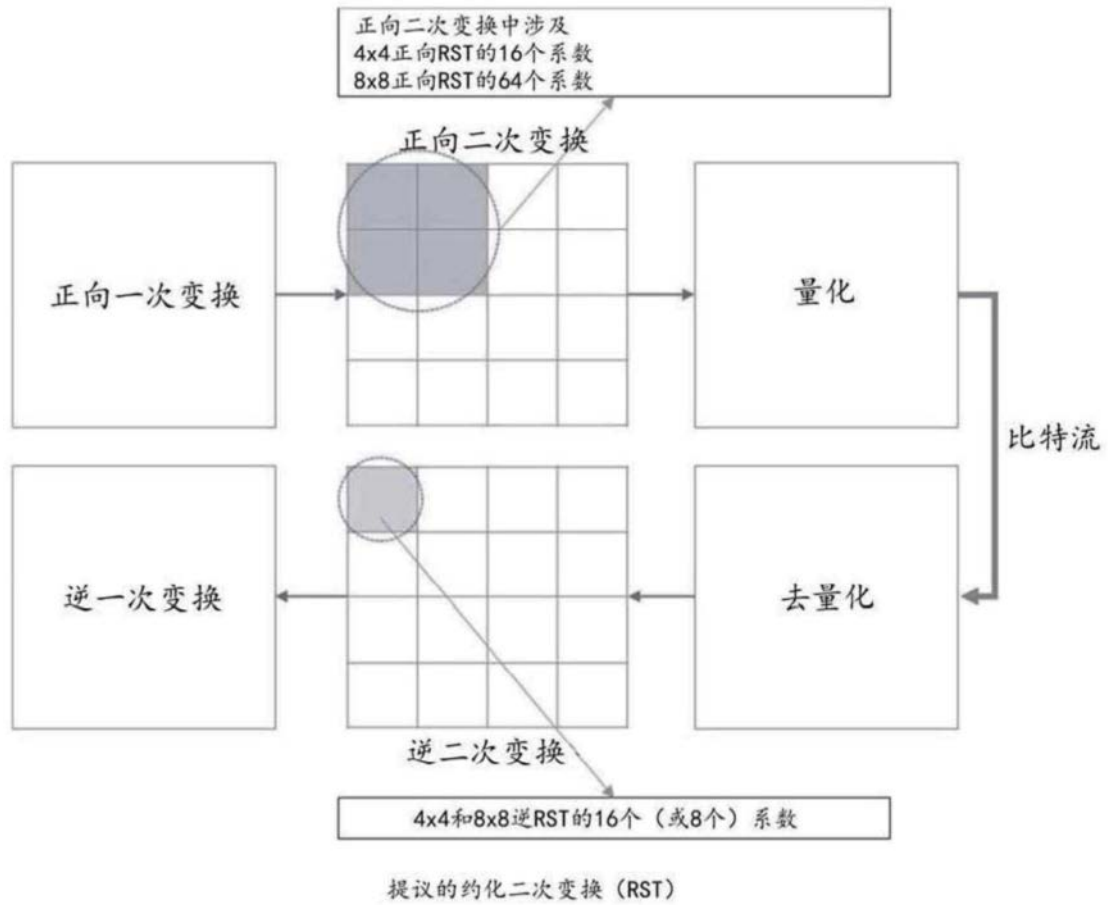 正向二次变换中涉及
4x4正向RST的16个系数
8x8正向RST的64个系数
正向二次变换
正向一次变换
量化
比特流
逆一次变换
去量化
逆二次变换
4x4和8x8逆RST的16个（或8个）系数
提议的约化二次变换（RST）